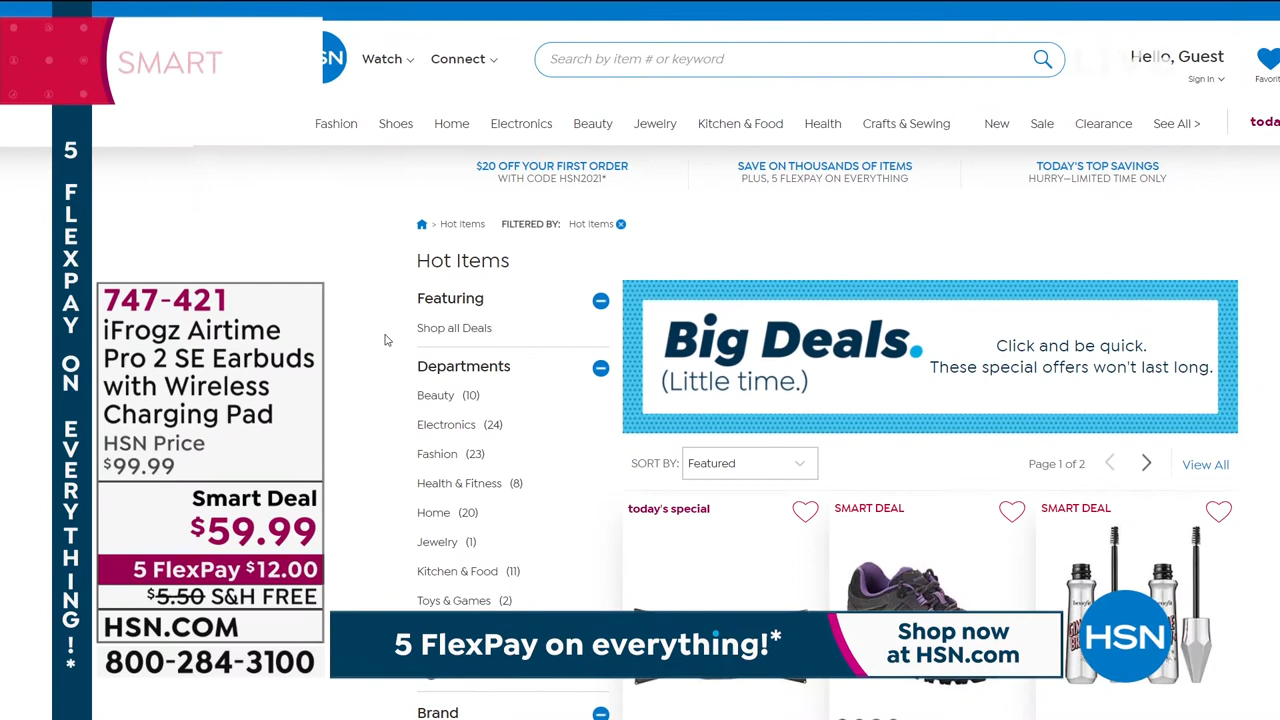 SMART
5 FLEXPAY ON EVERYTHING!*
Watch
Connect
Search by item # or keyword
Hello, Guest
Sign In
Favorit
Fashion
Shoes
Home
Electronics
Beauty
Jewelry
Kitchen & Food
Health
Crafts & Sewing
New
Sale
Clearance
See All >
toda
$20 OFF YOUR FIRST ORDER
WITH CODE HSN2021*
SAVE ON THOUSANDS OF ITEMS
PLUS, 5 FLEXPAY ON EVERYTHING
TODAY'S TOP SAVINGS
HURRY—LIMITED TIME ONLY
> Hot Items FILTERED BY: Hot Items
Hot Items
Featuring
Shop all Deals
Departments
Beauty (10)
Electronics (24)
Fashion (23)
Health & Fitness (8)
Home (20)
Jewelry (1)
Kitchen & Food (11)
Toys & Games (2)
Brand
Big Deals.
(Little time.)
Click and be quick.
These special offers won't last long.
SORT BY: Featured
Page 1 of 2
View All
today's special
SMART DEAL
SMART DEAL
benefit
benefit
747-421
iFrogz Airtime
Pro 2 SE Earbuds
with Wireless
Charging Pad
HSN Price
$99.99
Smart Deal
$59.99
5 FlexPay $12.00
$5.50 S&H FREE
HSN.COM
800-284-3100
5 FlexPay on everything!*
Shop now
at HSN.com
HSN